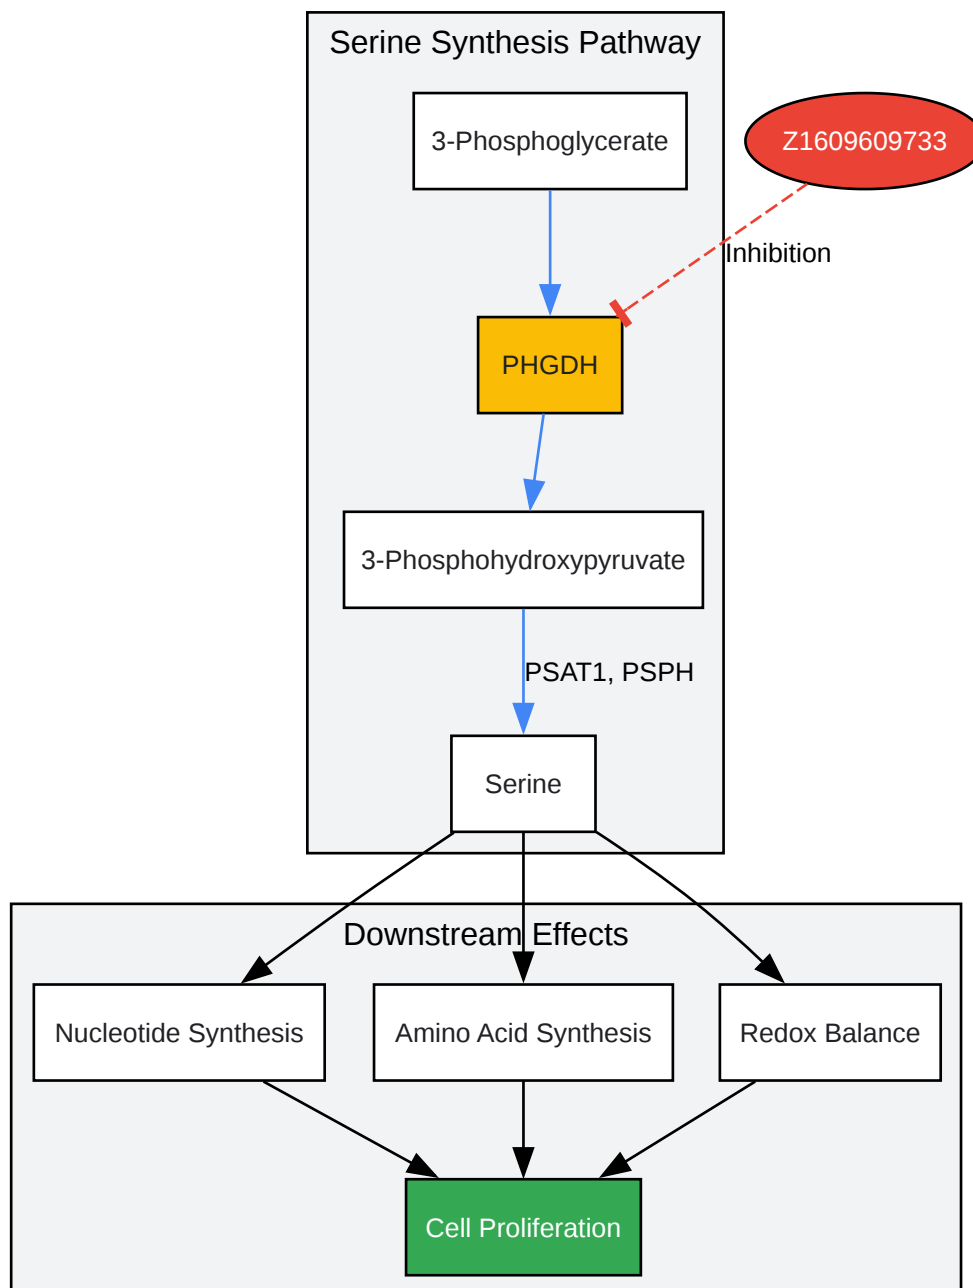 Serine Synthesis Pathway
3-Phosphoglycerate
Z1609609733
Inhibition
PHGDH
3-Phosphohydroxypyruvate
PSAT1, PSPH
Serine
Downstream Effects
Nucleotide Synthesis
Amino Acid Synthesis
Redox Balance
Cell Proliferation